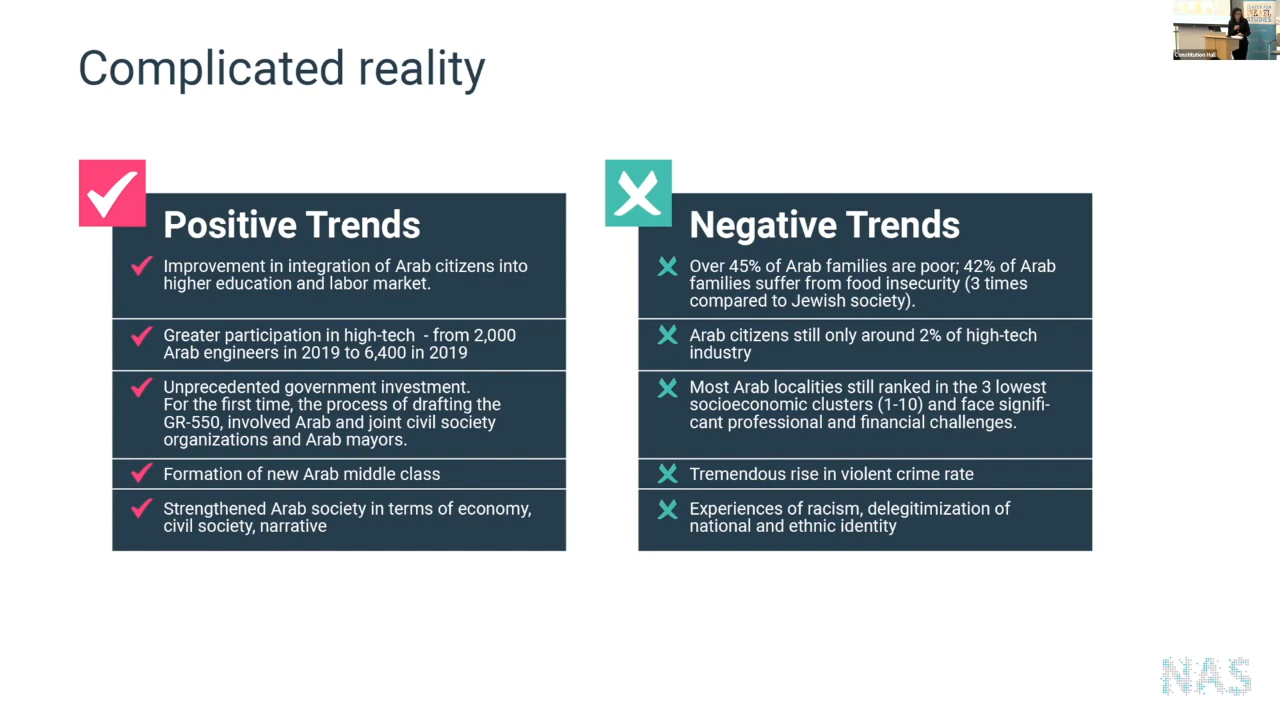 Complicated reality
CENTER FOR
ISRAEL
STUDIES
Constitution Hall
Positive Trends
Improvement in integration of Arab citizens into
higher education and labor market.
Greater participation in high-tech - from 2,000
Arab engineers in 2019 to 6,400 in 2019
Unprecedented government investment.
For the first time, the process of drafting the
GR-550, involved Arab and joint civil society
organizations and Arab mayors.
Formation of new Arab middle class
Strengthened Arab society in terms of economy,
civil society, narrative
Negative Trends
Over 45% of Arab families are poor; 42% of Arab
families suffer from food insecurity (3 times
compared to Jewish society).
Arab citizens still only around 2% of high-tech
industry
Most Arab localities still ranked in the 3 lowest
socioeconomic clusters (1-10) and face signifi-
cant professional and financial challenges.
Tremendous rise in violent crime rate
Experiences of racism, delegitimization of
national and ethnic identity
NAS